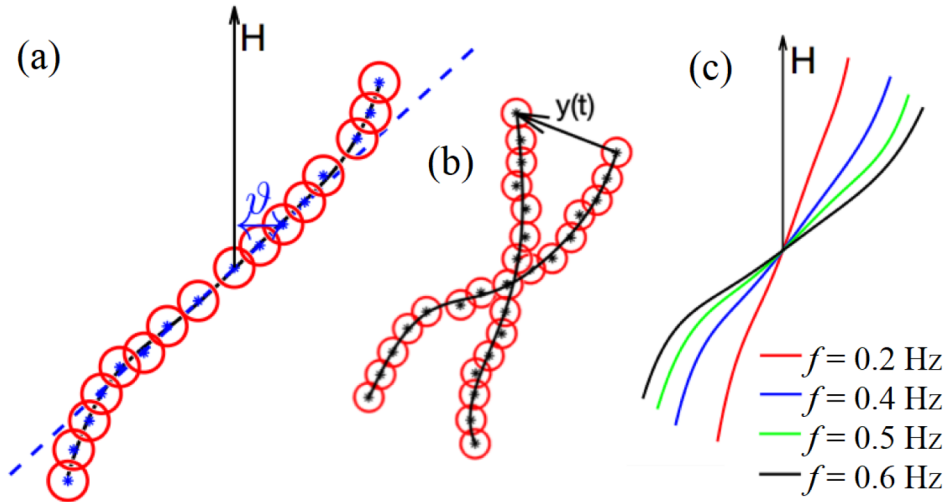 (a)
H
ϑ
(b)
y(t)
(c)
H
f = 0.2 Hz
f = 0.4 Hz
f = 0.5 Hz
f = 0.6 Hz